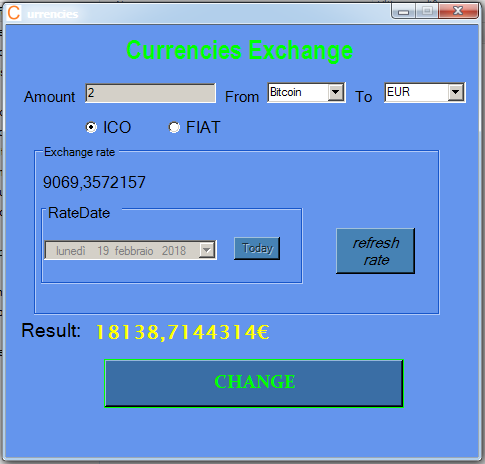 C urrencies
Currencies Exchange
Amount 2 From Bitcoin To EUR
ICO FIAT
Exchange rate
9069,3572157
RateDate
lunedì 19 febbraio 2018 Today
refresh
rate
Result: 18138,7144314€
CHANGE